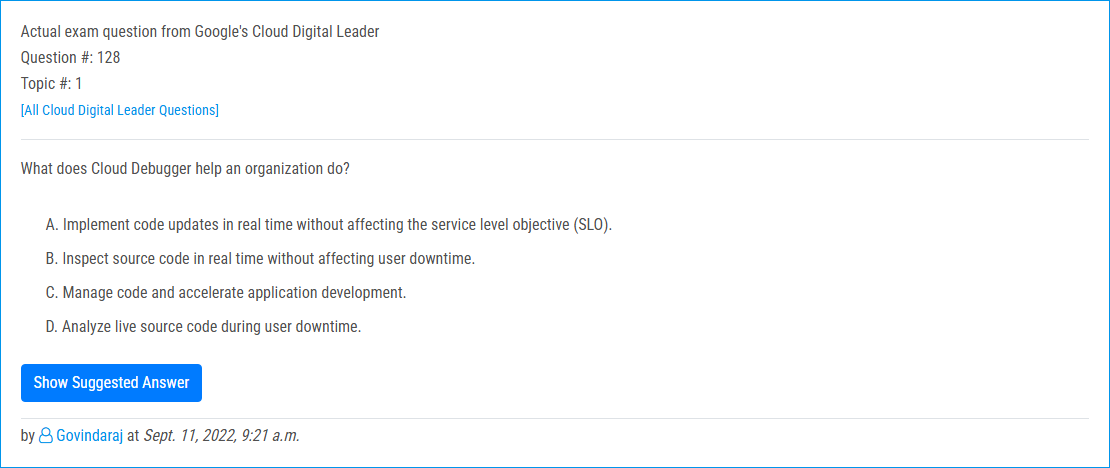 Actual exam question from Google's Cloud Digital Leader
Question #: 128
Topic #: 1
[All Cloud Digital Leader Questions]
What does Cloud Debugger help an organization do?
A. Implement code updates in real time without affecting the service level objective (SLO).
B. Inspect source code in real time without affecting user downtime.
C. Manage code and accelerate application development.
D. Analyze live source code during user downtime.
Show Suggested Answer
by Govindaraj at Sept. 11, 2022, 9:21 a.m.